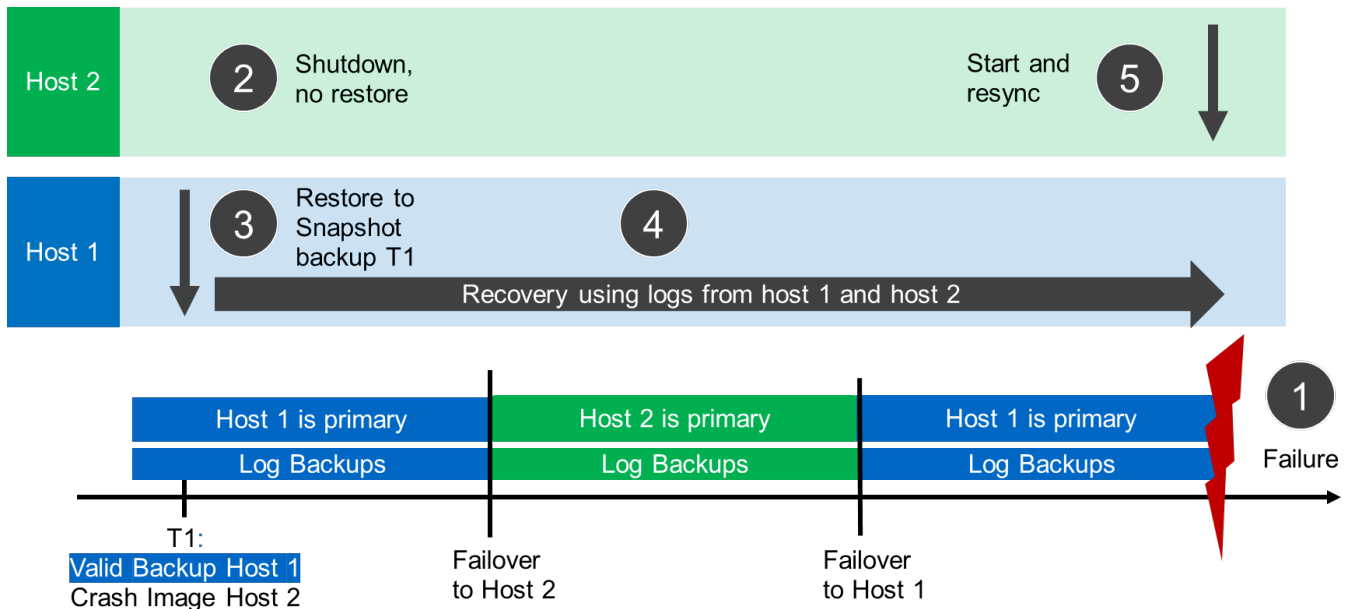 Host 2
2
Shutdown,
no restore
Start and
resync
5
Host 1
3
Restore to
Snapshot
backup T1
4
Recovery using logs from host 1 and host 2
Host 1 is primary
Host 2 is primary
Host 1 is primary
1
Log Backups
Log Backups
Log Backups
Failure
T1:
Valid Backup Host 1
Crash Image Host 2
Failover
to Host 2
Failover
to Host 1